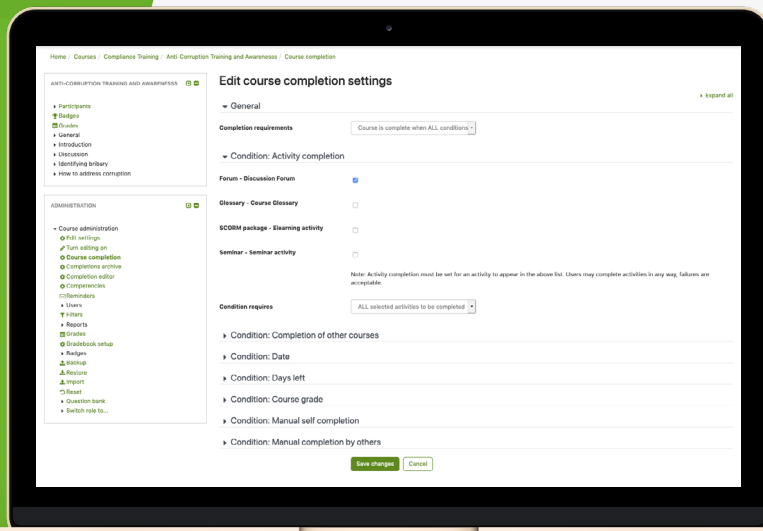 Home / Courses / Compliance Training / Anti-Corruption Training and Awarenesss / Course completion
ANTI-CORRUPTION TRAINING AND AWARENESSS
Participants
Badges
Grades
General
Introduction
Discussion
Identifying bribary
How to address corruption
ADMINISTRATION
Course administration
Edit settings
Turn editing on
Course completion
Completions archive
Completion editor
Competencies
Reminders
Users
Filters
Reports
Grades
Gradebook setup
Badges
Backup
Restore
Import
Reset
Question bank
Switch role to...
Edit course completion settings
Expand all
General
Completion requirements
Course is complete when ALL conditions
Condition: Activity completion
Forum - Discussion Forum
Glossary - Course Glossary
SCORM package - Elearning activity
Seminar - Seminar activity
Note: Activity completion must be set for an activity to appear in the above list. Users may complete activities in any way, failures are
acceptable.
Condition requires
ALL selected activities to be completed
Condition: Completion of other courses
Condition: Date
Condition: Days left
Condition: Course grade
Condition: Manual self completion
Condition: Manual completion by others
Save changes
Cancel